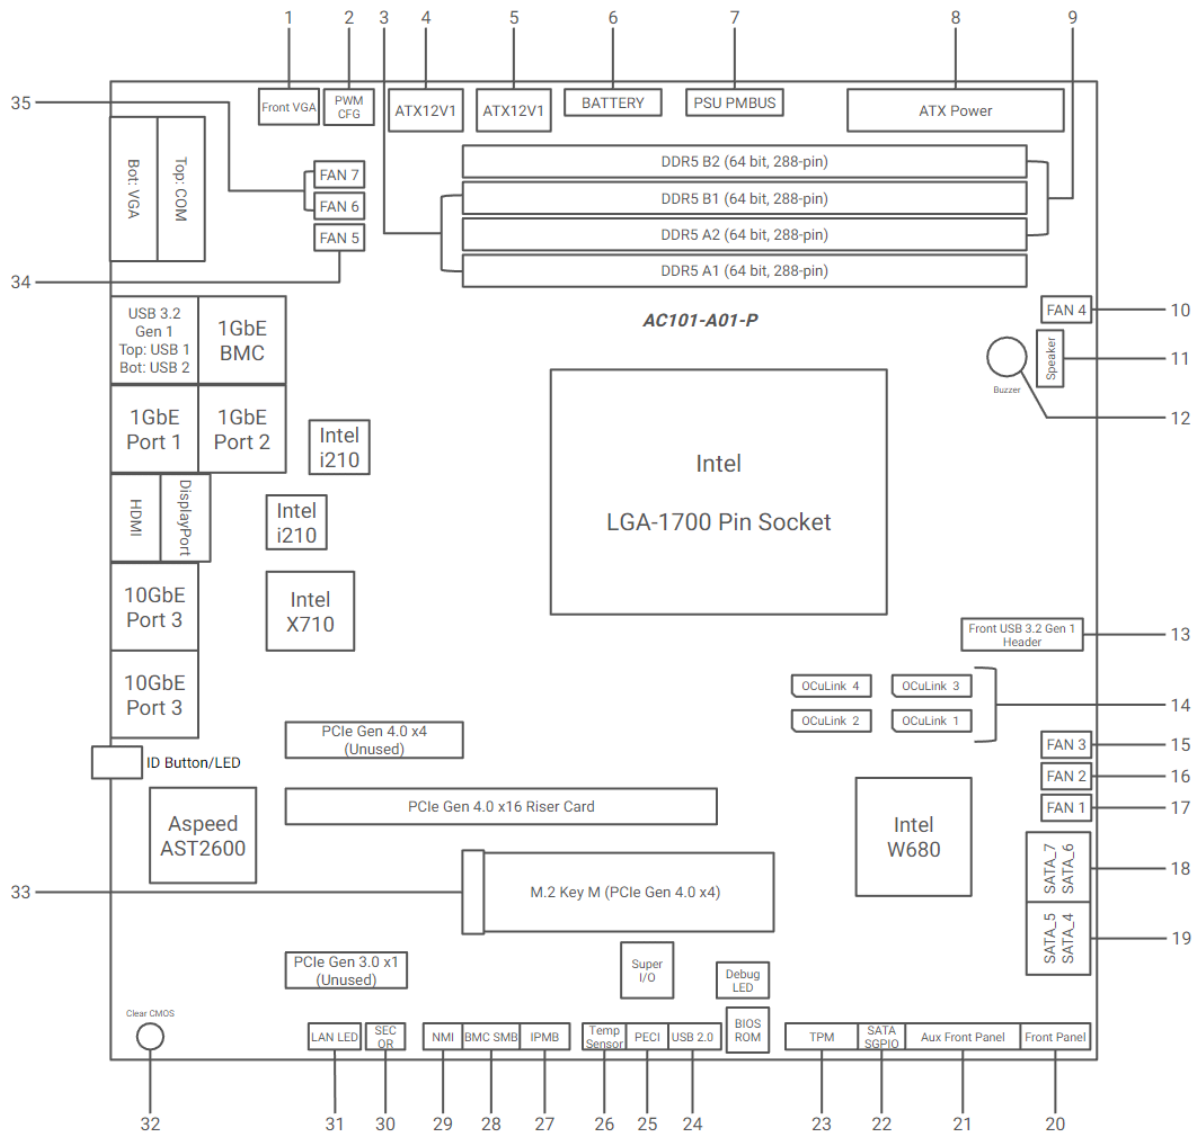 1 2 3 4 5 6 7 8 9
35
Front VGA
PWM
CFG
ATX12V1
ATX12V1
BATTERY
PSU PMBUS
ATX Power
Bot: VGA
Top: COM
FAN 7
FAN 6
FAN 5
34
DDR5 B2 (64 bit, 288-pin)
DDR5 B1 (64 bit, 288-pin)
DDR5 A2 (64 bit, 288-pin)
DDR5 A1 (64 bit, 288-pin)
USB 3.2
Gen 1
Top: USB 1
Bot: USB 2
1GbE
BMC
AC101-A01-P
FAN 4
10
Speaker
11
Buzzer
12
1GbE
Port 1
1GbE
Port 2
Intel
i210
Intel
LGA-1700 Pin Socket
HDMI
DisplayPort
Intel
i210
10GbE
Port 3
Intel
X710
Front USB 3.2 Gen 1
Header
13
10GbE
Port 3
OCuLink 4
OCuLink 3
OCuLink 2
OCuLink 1
14
PCIe Gen 4.0 x4
(Unused)
FAN 3
15
ID Button/LED
FAN 2
16
PCIe Gen 4.0 x16 Riser Card
FAN 1
17
Aspeed
AST2600
Intel
W680
SATA_7
SATA_6
18
33
M.2 Key M (PCIe Gen 4.0 x4)
SATA_5
SATA_4
19
PCIe Gen 3.0 x1
(Unused)
Super
I/O
Debug
LED
Clear CMOS
LAN LED
SEC
OR
NMI
BMC SMB
IPMB
Temp
Sensor
PECI
USB 2.0
BIOS
ROM
TPM
SATA
SGPIO
Aux Front Panel
Front Panel
32 31 30 29 28 27 26 25 24 23 22 21 20